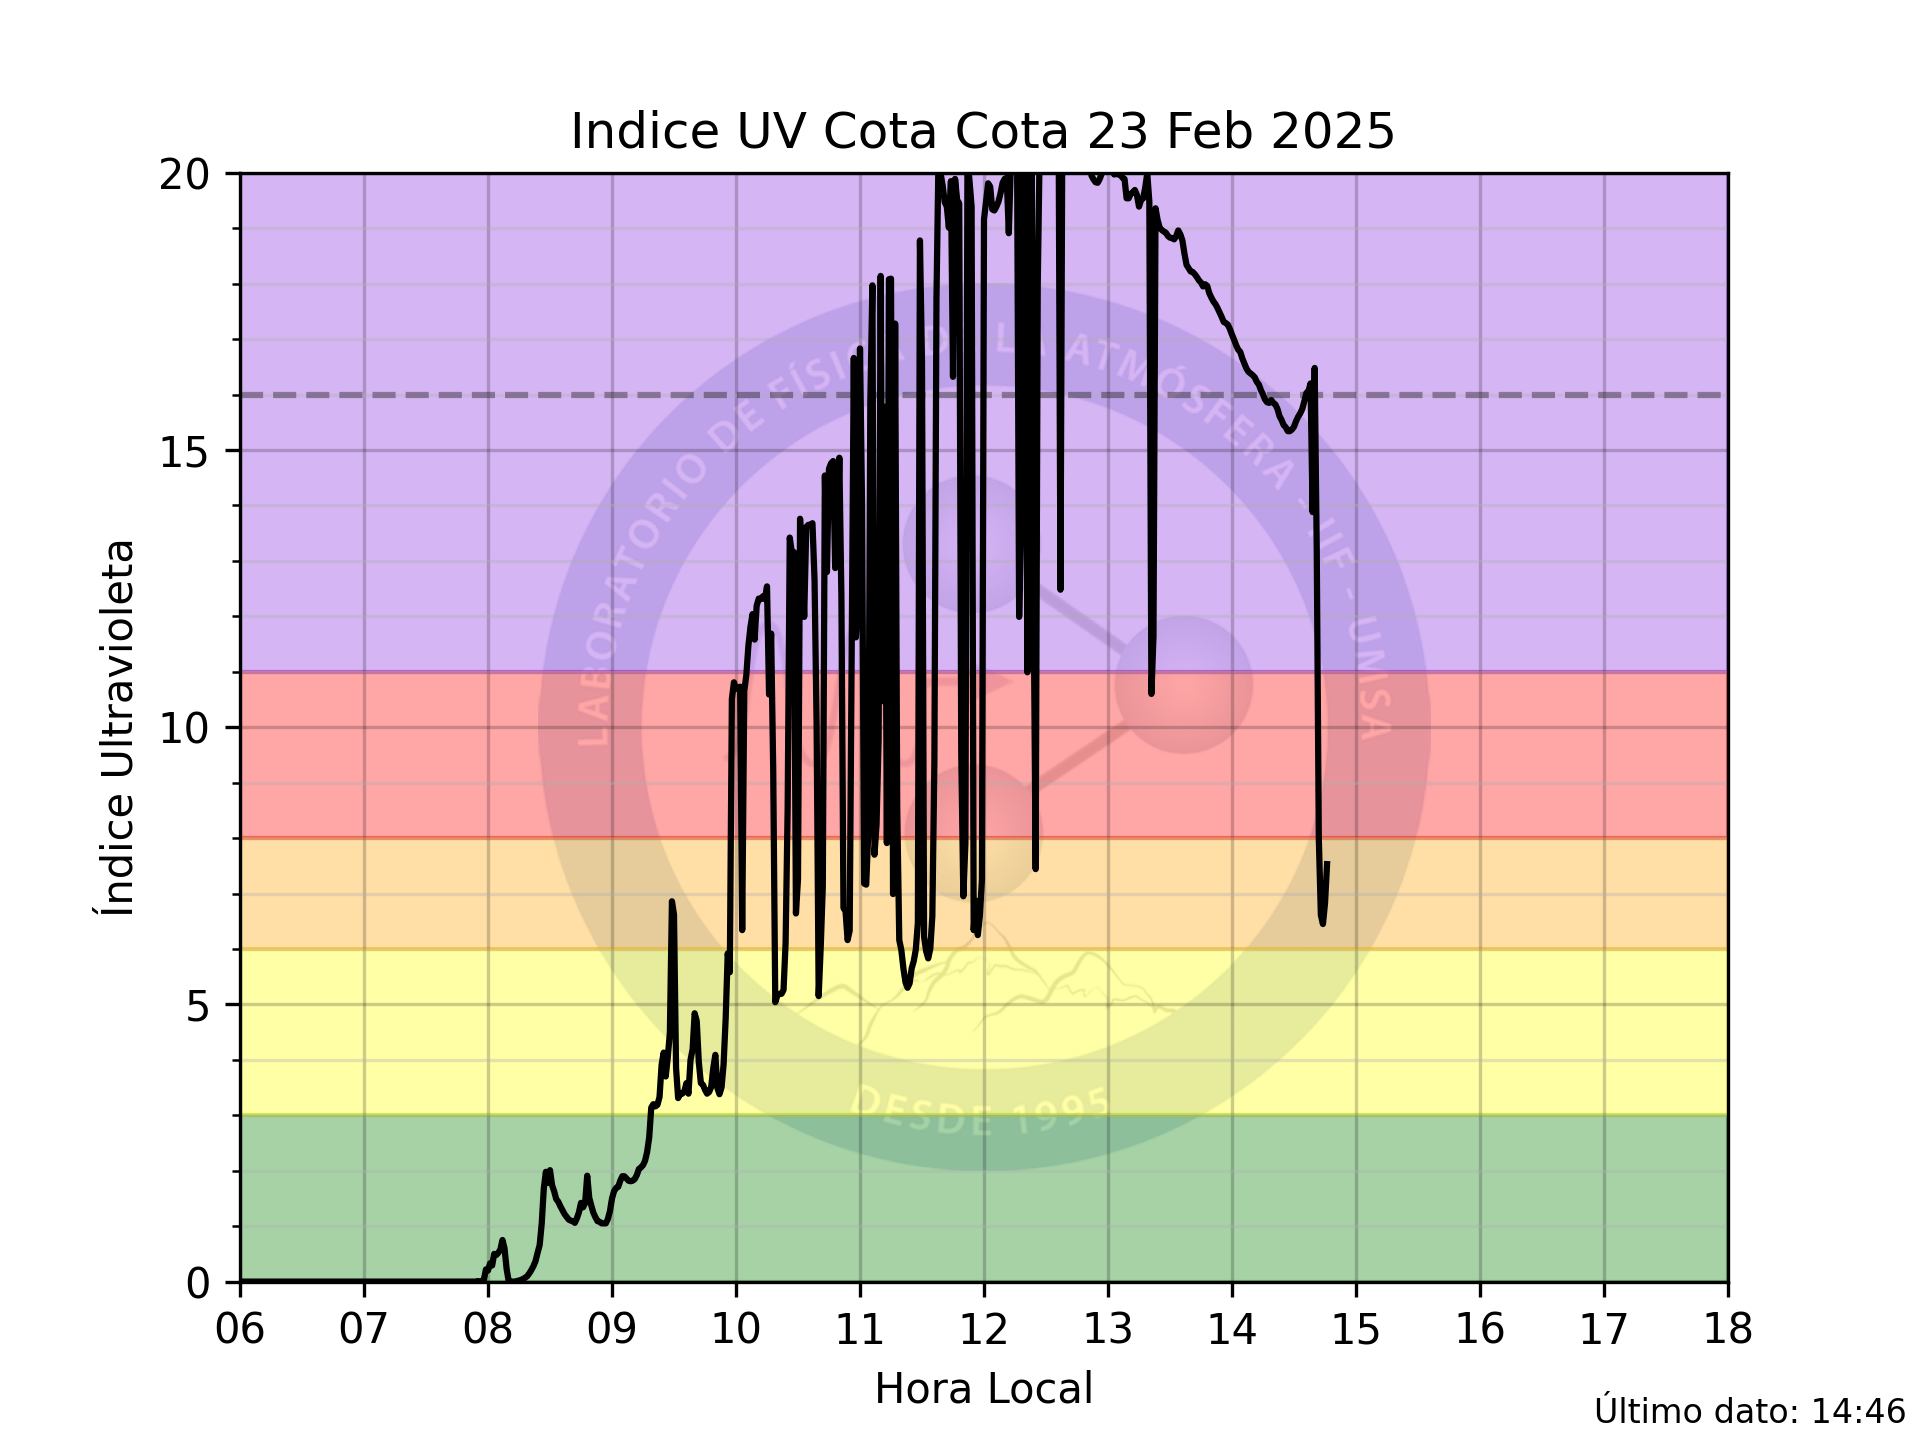 Indice UV Cota Cota 23 Feb 2025
20
15
10
5
0
Índice Ultravioleta
LABORATORIO DE FÍSICA DE LA ATMÓSFERA - IIF - UMSA
DESDE 1995
06 07 08 09 10 11 12 13 14 15 16 17 18
Hora Local
Último dato: 14:46